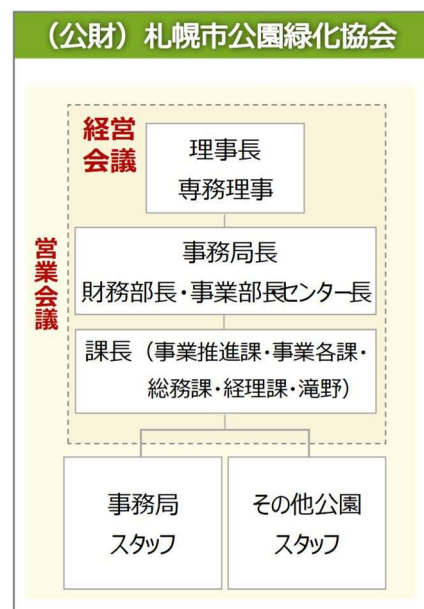 （公財）札幌市公園緑化協会
経営
会議
理事長
専務理事
営業会議
事務局長
財務部長・事業部長センター長
課長（事業推進課・事業各課・
総務課・経理課・滝野）
事務局
スタッフ
その他公園
スタッフ